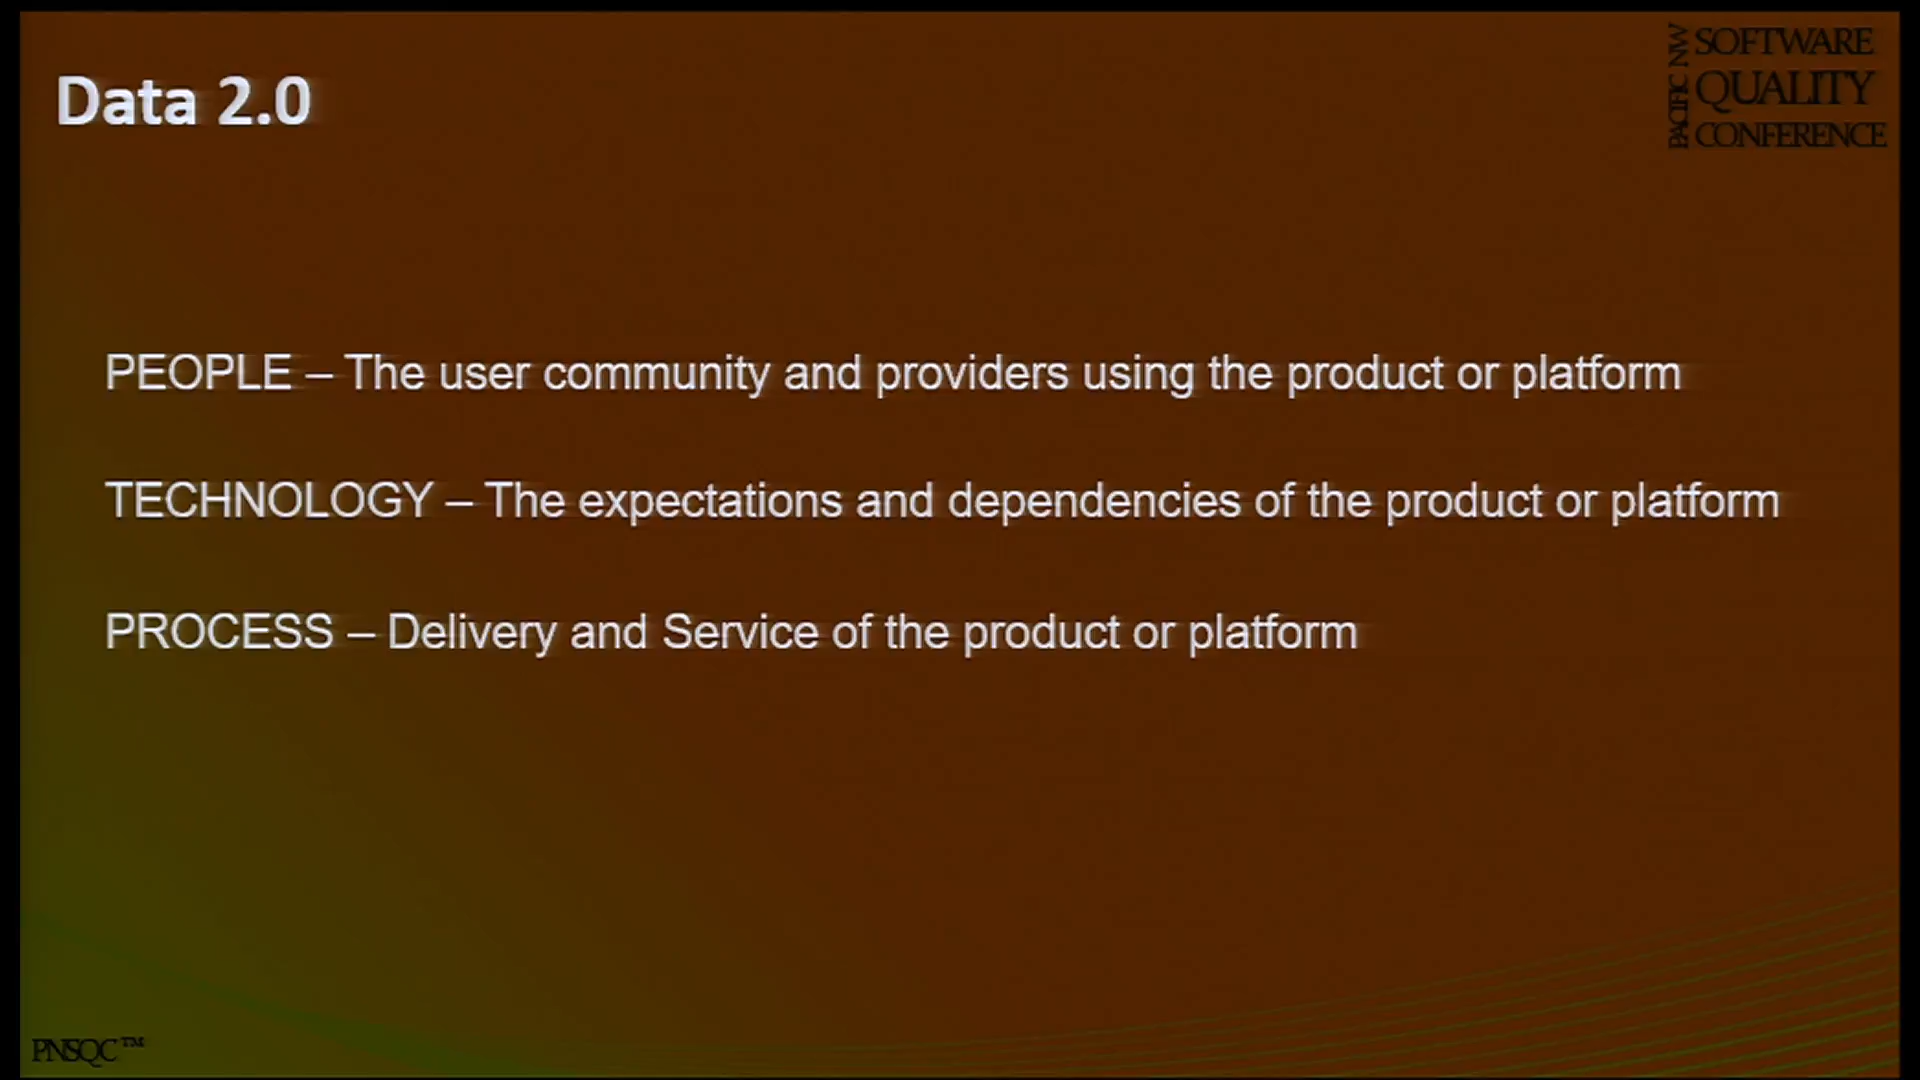 Data 2.0
PACIFIC NW
SOFTWARE
QUALITY
CONFERENCE
PEOPLE – The user community and providers using the product or platform
TECHNOLOGY – The expectations and dependencies of the product or platform
PROCESS – Delivery and Service of the product or platform
PNSQC™